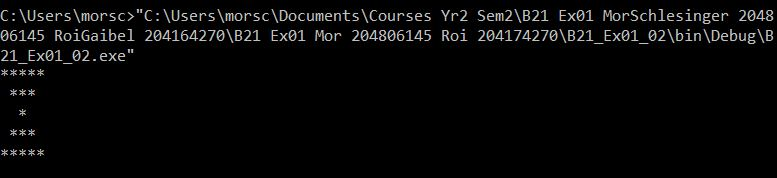 C:\Users\morsc>"C:\Users\morsc\Documents\Courses Yr2 Sem2\B21 Ex01 MorSchlesinger 2048
06145 RoiGaibel 204164270\B21 Ex01 Mor 204806145 Roi 204174270\B21_Ex01_02\bin\Debug\B
21_Ex01_02.exe"
*****
 ***
  *
 ***
*****